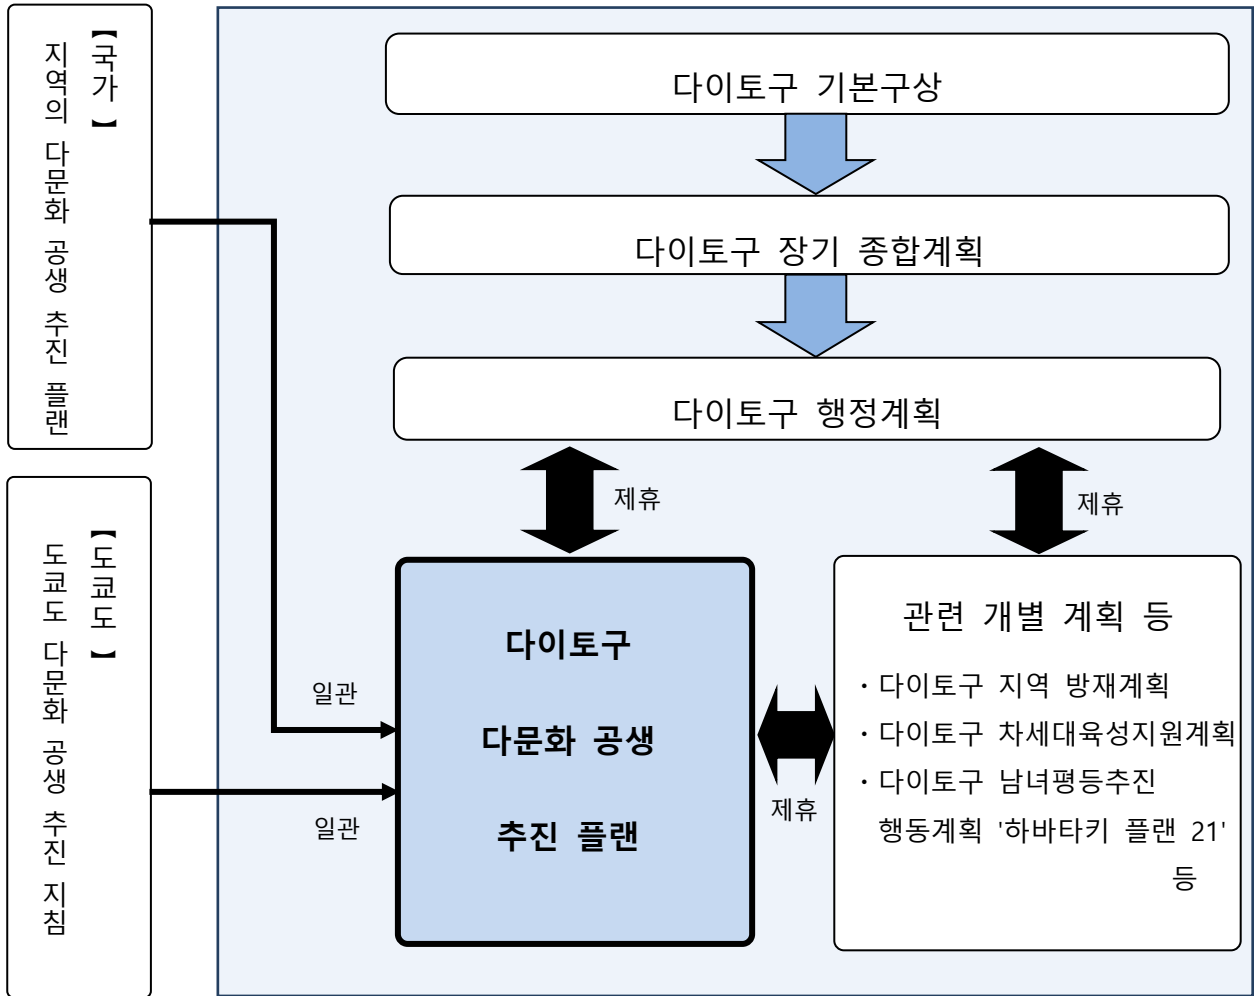 【국가】
지역의 다문화 공생 추진 플랜
【도쿄도】
도쿄도 다문화 공생 추진 지침
다이토구 기본구상
다이토구 장기 종합계획
다이토구 행정계획
제휴
제휴
일관
일관
다이토구
다문화 공생
추진 플랜
제휴
관련 개별 계획 등
・다이토구 지역 방재계획
・다이토구 차세대육성지원계획
・다이토구 남녀평등추진
행동계획 '하바타키 플랜 21'
등